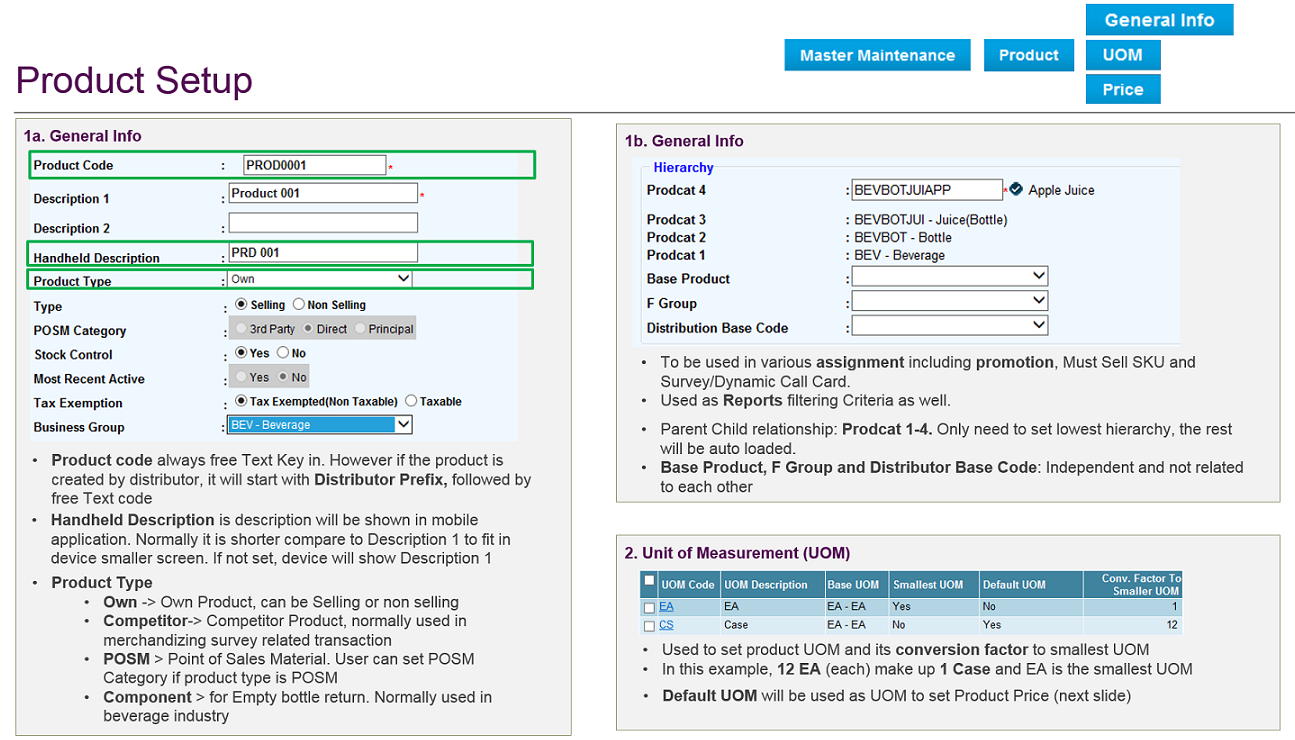 General Info
Master Maintenance
Product
UOM
Price
Product Setup
1a. General Info
Product Code : PROD0001 *
Description 1 : Product 001 *
Description 2 :
Handheld Description : PRD 001
Product Type : Own
Type : Selling Non Selling
POSM Category : 3rd Party Direct Principal
Stock Control : Yes No
Most Recent Active : Yes No
Tax Exemption : Tax Exempted(Non Taxable) Taxable
Business Group : BEV - Beverage
• Product code always free Text Key in. However if the product is
created by distributor, it will start with Distributor Prefix, followed by
free Text code
• Handheld Description is description will be shown in mobile
application. Normally it is shorter compare to Description 1 to fit in
device smaller screen. If not set, device will show Description 1
• Product Type
• Own -> Own Product, can be Selling or non selling
• Competitor-> Competitor Product, normally used in
merchandizing survey related transaction
• POSM > Point of Sales Material. User can set POSM
Category if product type is POSM
• Component > for Empty bottle return. Normally used in
beverage industry
1b. General Info
Hierarchy
Prodcat 4 : BEVBOTJUIAPP * Apple Juice
Prodcat 3 : BEVBOTJUI - Juice(Bottle)
Prodcat 2 : BEVBOT - Bottle
Prodcat 1 : BEV - Beverage
Base Product :
F Group :
Distribution Base Code :
• To be used in various assignment including promotion, Must Sell SKU and
Survey/Dynamic Call Card.
• Used as Reports filtering Criteria as well.
• Parent Child relationship: Prodcat 1-4. Only need to set lowest hierarchy, the rest
will be auto loaded.
• Base Product, F Group and Distributor Base Code: Independent and not related
to each other
2. Unit of Measurement (UOM)
UOM Code UOM Description Base UOM Smallest UOM Default UOM Conv. Factor To
Smaller UOM
EA EA EA - EA Yes No 1
CS Case EA - EA No Yes 12
• Used to set product UOM and its conversion factor to smallest UOM
• In this example, 12 EA (each) make up 1 Case and EA is the smallest UOM
• Default UOM will be used as UOM to set Product Price (next slide)